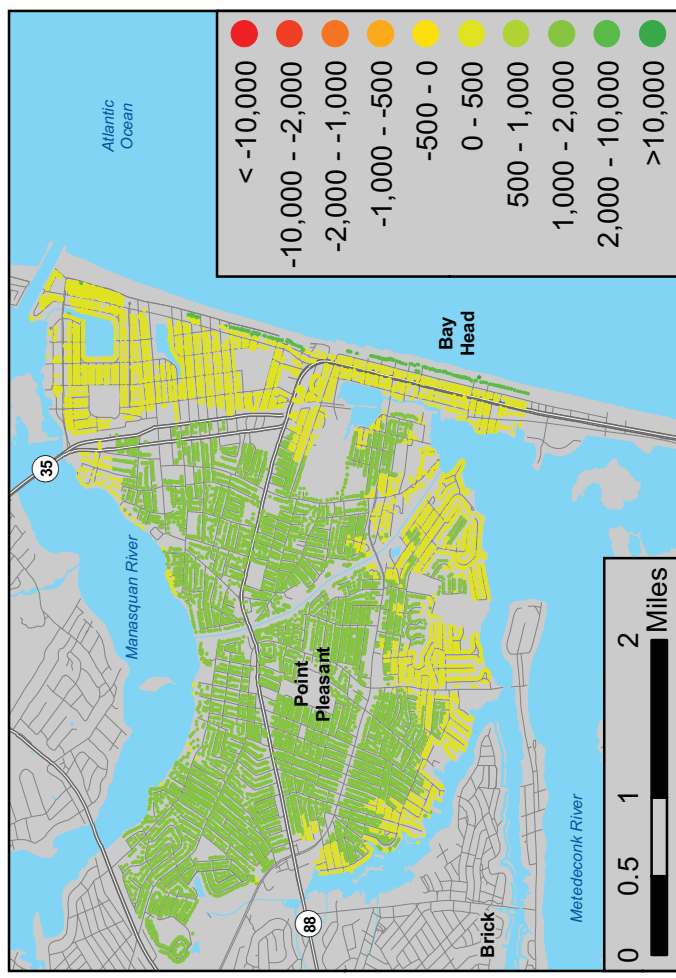 Atlantic
Ocean
35
Manasquan River
Point
Pleasant
Bay
Head
88
Brick
Metedeconk River
0 0.5 1 2
Miles
< -10,000
-10,000 - -2,000
-2,000 - -1,000
-1,000 - -500
-500 - 0
0 - 500
500 - 1,000
1,000 - 2,000
2,000 - 10,000
>10,000